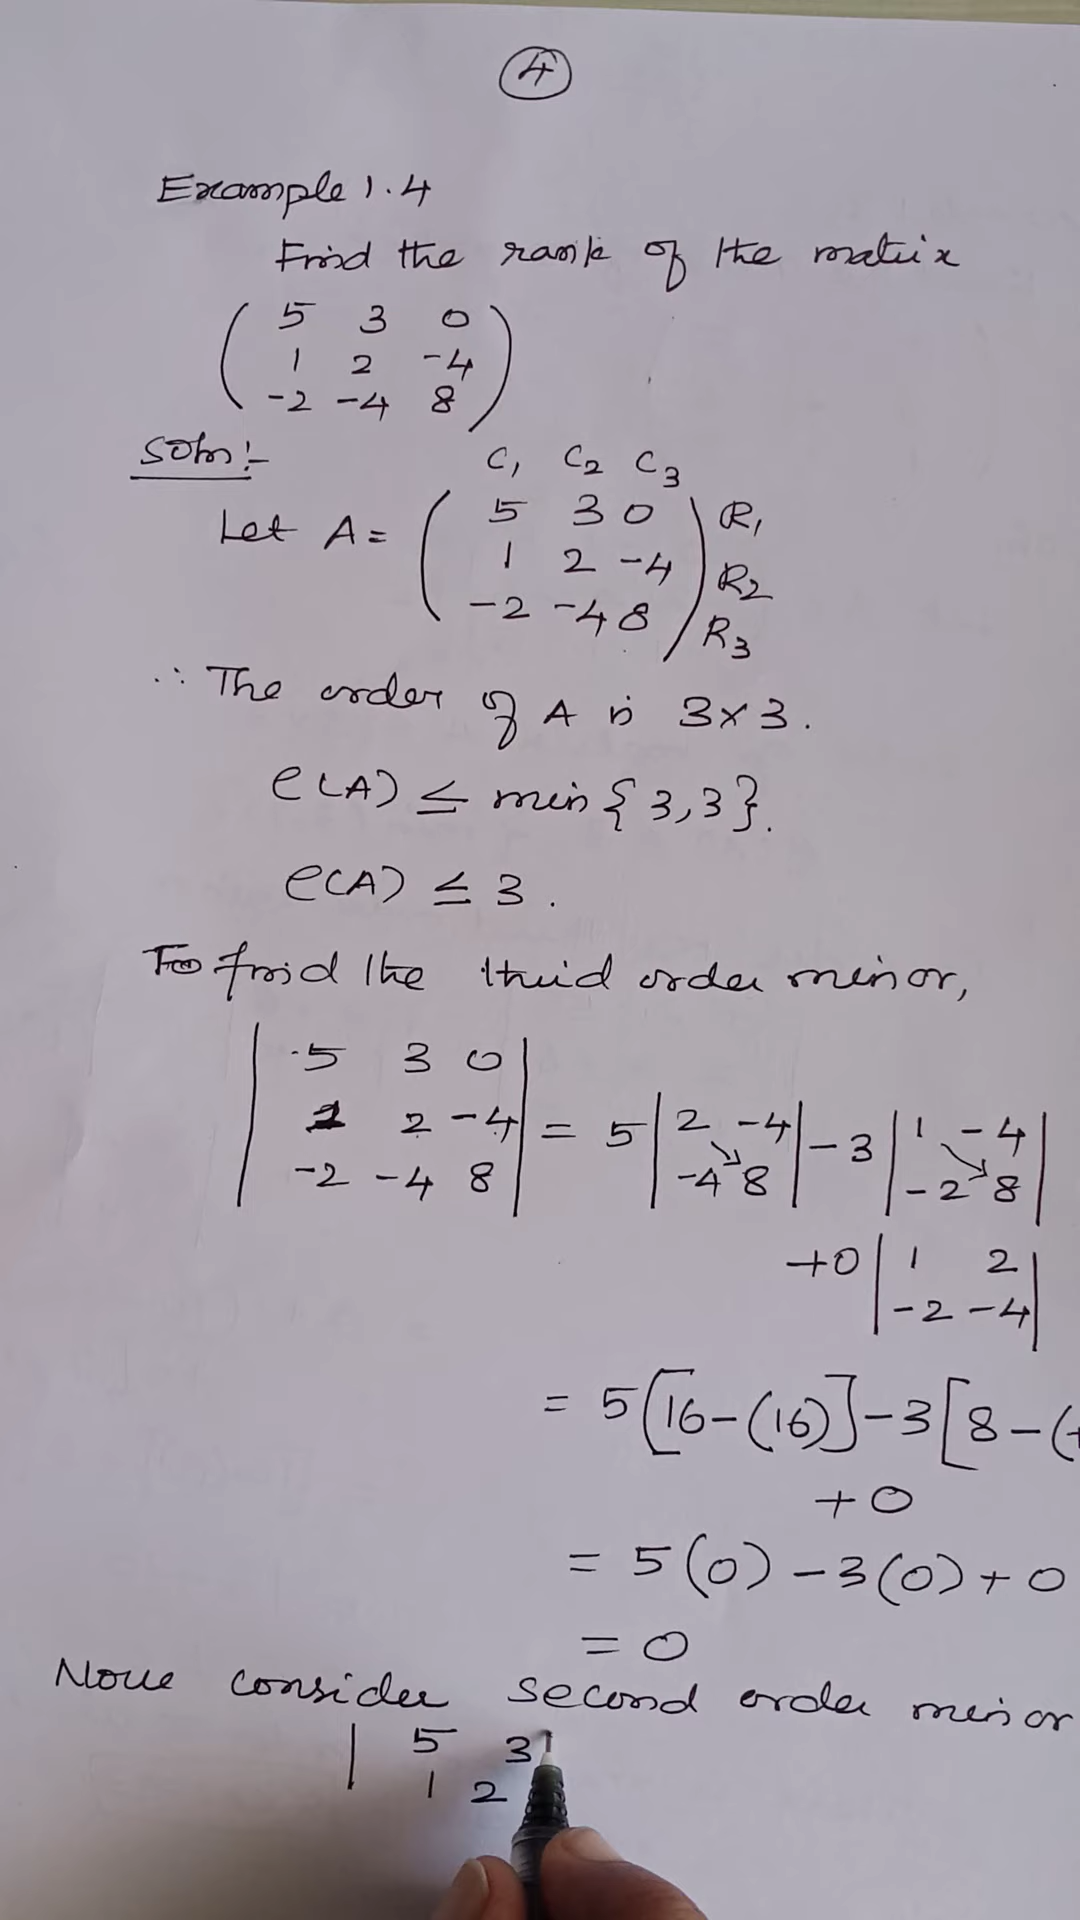 4
Example 1.4
Find the rank of the matrix
( 5 3 0 )
1 2 -4
-2 -4 8
Soln:-
C1 C2 C3
Let A = ( 5 3 0 ) R1
1 2 -4 R2
-2 -4 8 R3
∴ The order of A is 3×3.
ρ(A) ≤ min {3,3}.
ρ(A) ≤ 3.
To find the third order minor,
| 5 3 0 |
| 1 2 -4 | = 5 | 2 -4 | - 3 | 1 -4 |
| -2 -4 8 | | -4 8 | | -2 8 |
+0 | 1 2 |
| -2 -4 |
= 5[16-(16)] - 3[8-(+
+ 0
= 5(0) - 3(0) + 0
= 0
Now consider second order minor
| 5 3 |
1 2